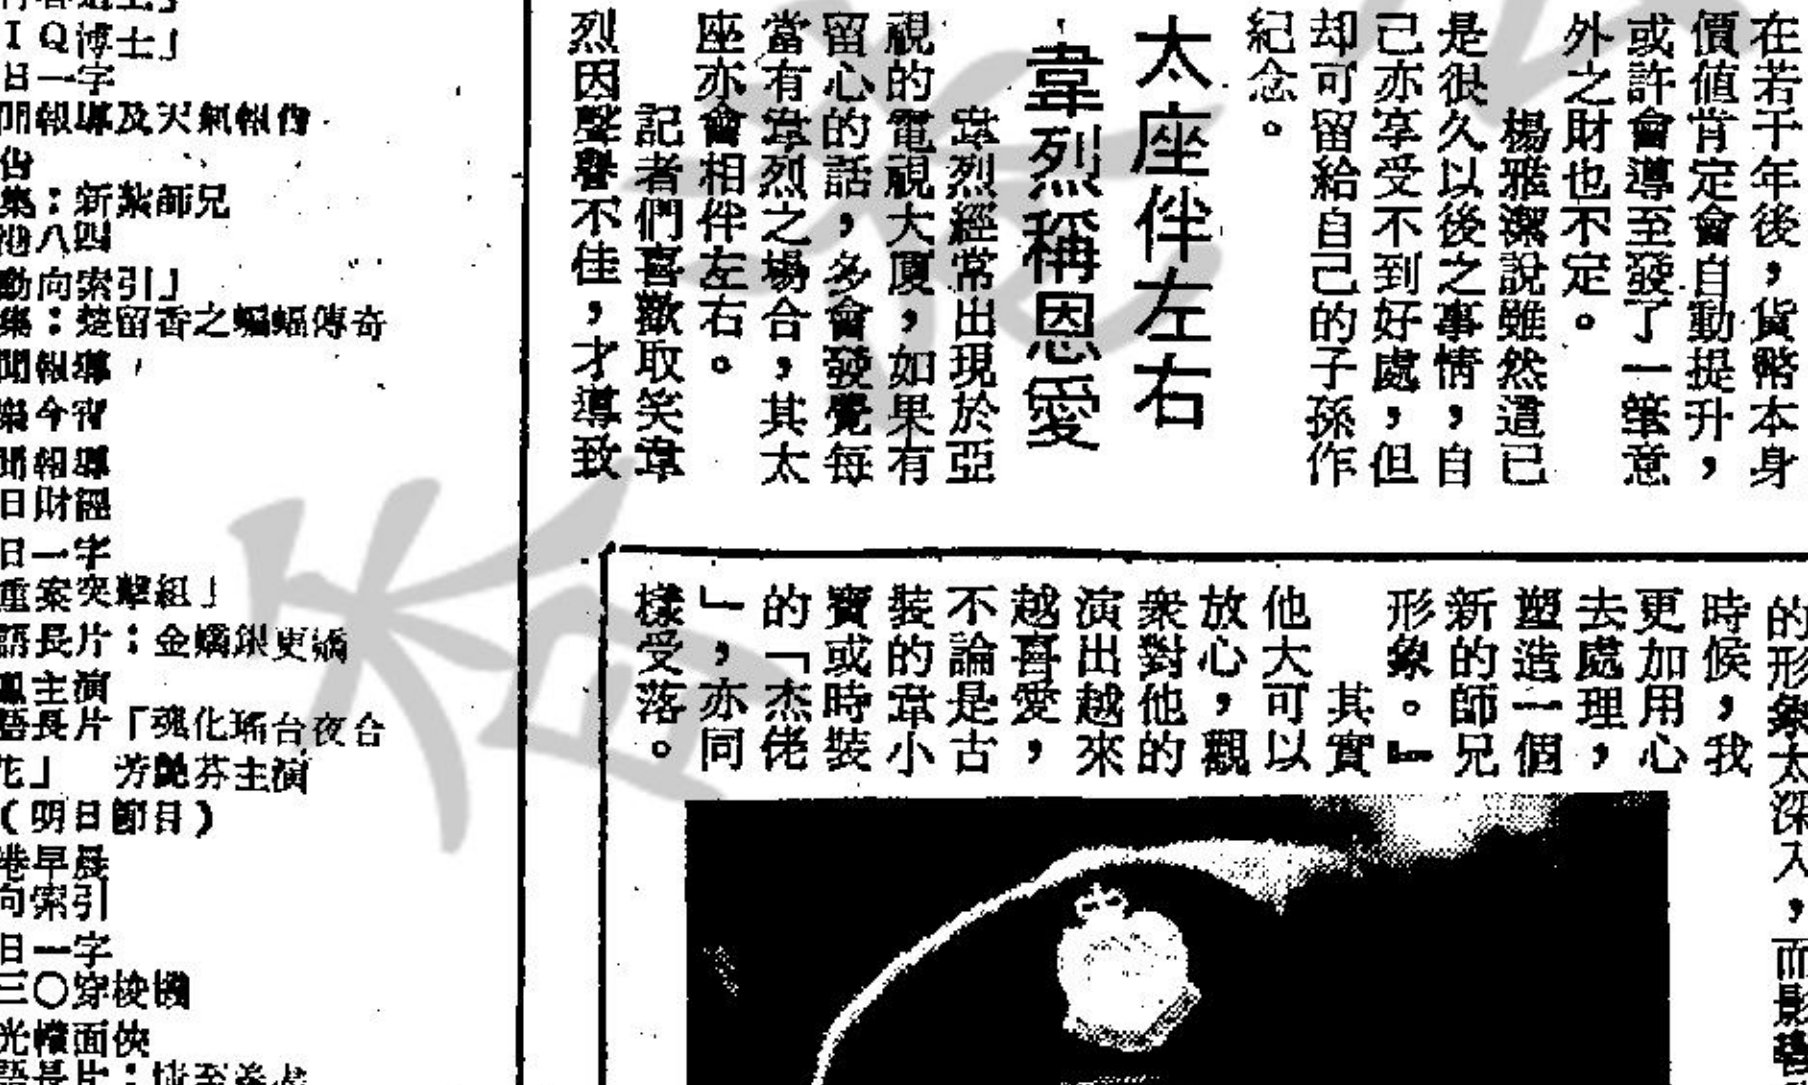 在若干年後，貨幣本身
價值肯定會自動提升，
或許會導至發了一筆意
外之財也不定。
楊雅潔說雖然這已
是很久以後之事情，自
己亦享受不到好處，但
却可留給自己的子孫作
紀念。
太座伴左右
韋烈稱恩愛
韋烈經常出現於亞
視的電視大廈，如果有
留心的話，多會發覺每
當有韋烈之場合，其太
座亦會相伴左右。
記者們喜歡取笑韋
烈因聲譽不佳，才導致
的形象太深入，而影
時候，我
更加用心
去處理，
塑造一個
新的師兄
形象。』
其實
他大可以
放心，觀
衆對他的
演出越來
越喜愛，
不論是古
裝的韋小
寶或時裝
的「杰佬
」，亦同
樣受落。
ＩＱ博士」
日一字
聞報導及天氣報告
告
集：新紮師兄
港八四
動向索引」
集：楚留香之蝙蝠傳奇
聞報導
樂今宵
聞報導
日財經
日一字
重案突擊組」
語長片：金嬌銀更嬌
主演
語長片「魂化瑤台夜合
花」 芳艷芬主演
（明日節目）
港早晨
向索引
日一字
三〇穿梭機
光幪面俠
語長片：